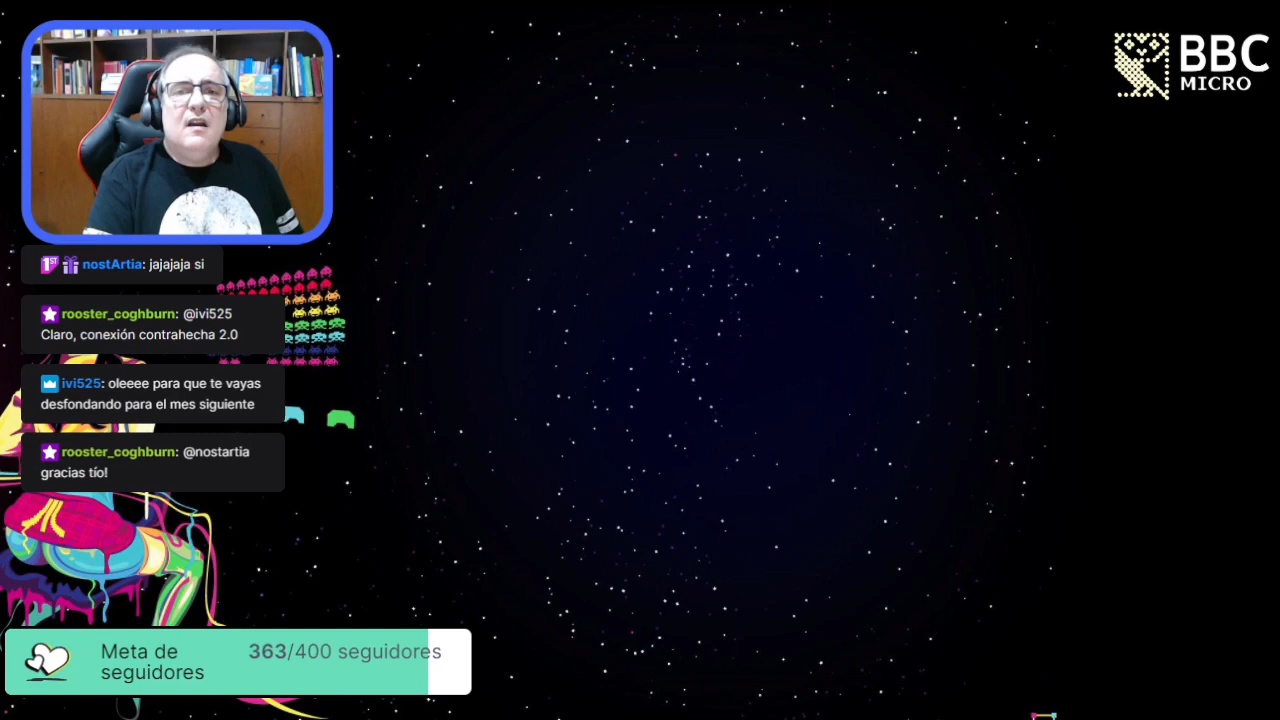 BBC
MICRO
1ST nostArtia: jajajaja si
rooster_coghburn: @ivi525
Claro, conexión contrahecha 2.0
ivi525: oleeee para que te vayas
desfondando para el mes siguiente
rooster_coghburn: @nostartia
gracias tío!
Meta de
seguidores
363/400 seguidores